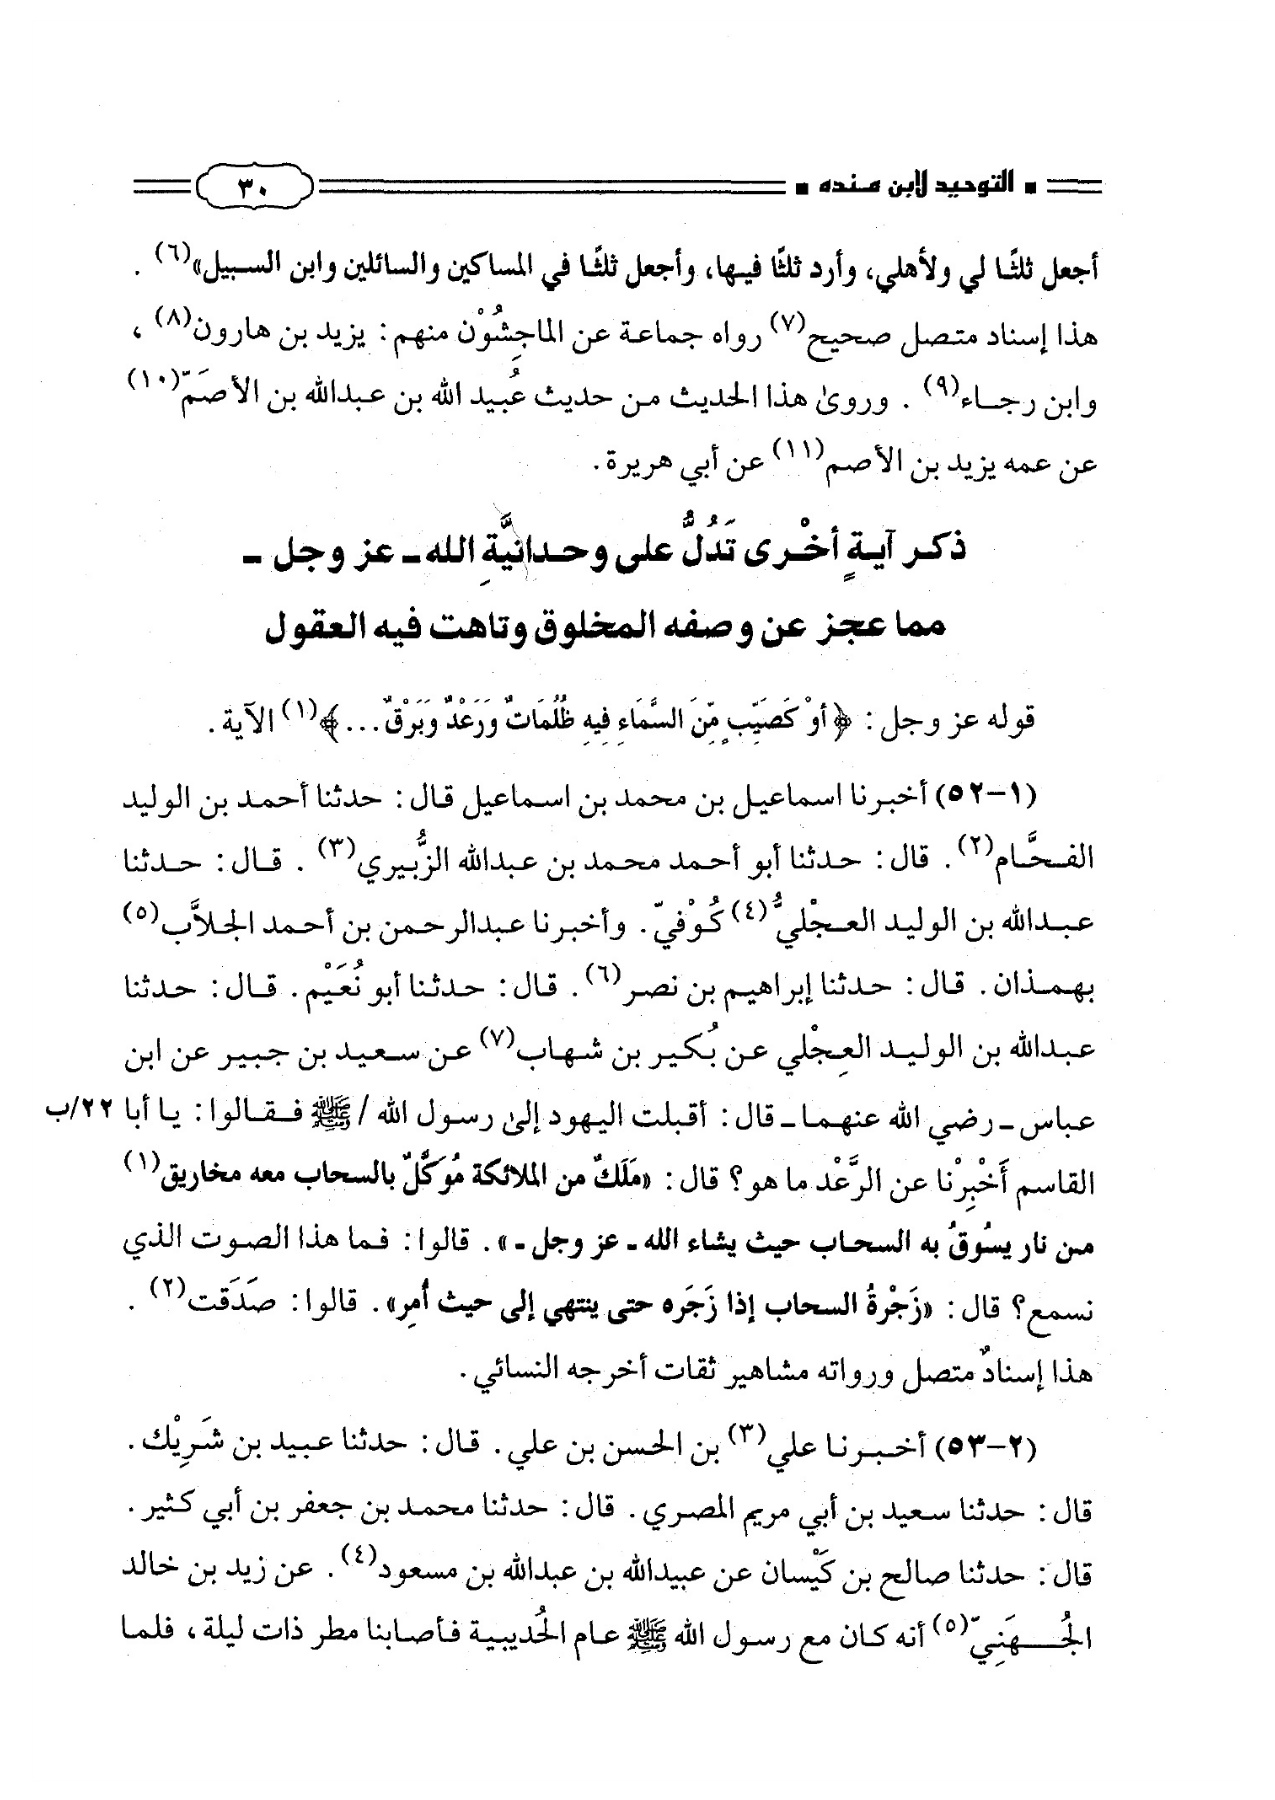 التوحيد لابن منده
٣٠
أجعل ثلثًا لي ولأهلي، وأرد ثلثًا فيها، وأجعل ثلثًا في المساكين والسائلين وابن السبيل»(٦) .
هذا إسناد متصل صحيح(٧) رواه جماعة عن الماجِشُوْن منهم: يزيد بن هارون(٨) ،
وابن رجاء(٩) . وروىٰ هذا الحديث من حديث عُبيد الله بن عبدالله بن الأصَمّ(١٠)
عن عمه يزيد بن الأصم(١١) عن أبي هريرة.
ذكر آيةٍ أخْرى تَدُلُّ على وحدانيَّةِ الله ـ عز وجل ـ
مما عجز عن وصفه المخلوق وتاهت فيه العقول
قوله عز وجل: ﴿أَوْ كَصَيِّبٍ مِّنَ السَّمَاءِ فِيهِ ظُلُمَاتٌ وَرَعْدٌ وَبَرْقٌ...﴾(١) الآية.
(١-٥٢) أخبرنا اسماعيل بن محمد بن اسماعيل قال: حدثنا أحمد بن الوليد
الفحَّام(٢). قال: حدثنا أبو أحمد محمد بن عبدالله الزُّبيري(٣) . قال: حدثنا
عبدالله بن الوليد العجْليُّ(٤) كُوْفيّ. وأخبرنا عبدالرحمن بن أحمد الجلاَّب(٥)
بهمذان. قال: حدثنا إبراهيم بن نصر(٦). قال: حدثنا أبو نُعَيْم. قال: حدثنا
عبدالله بن الوليد العِجْلي عن بُكير بن شهاب(٧) عن سعيد بن جبير عن ابن
عباس ـ رضي الله عنهما ـ قال: أقبلت اليهود إلىٰ رسول الله /ﷺ فقالوا: يا أبا ٢٢/ب
القاسم أَخْبِرْنا عن الرَّعْد ما هو؟ قال: «مَلَكٌ من الملائكة مُوَكَّلٌ بالسحاب معه مخاريق(١)
من نار يسُوقُ به السحاب حيث يشاء الله ـ عز وجل ـ». قالوا: فما هذا الصوت الذي
نسمع؟ قال: «زَجْرةُ السحاب إذا زَجَره حتى ينتهي إلى حيث أُمِر». قالوا: صَدَقت(٢) .
هذا إسنادٌ متصل ورواته مشاهير ثقات أخرجه النسائي.
(٢-٥٣) أخبرنا علي(٣) بن الحسن بن علي. قال: حدثنا عبيد بن شَرِيْك.
قال: حدثنا سعيد بن أبي مريم المصري. قال: حدثنا محمد بن جعفر بن أبي كثير.
قال: حدثنا صالح بن كَيْسان عن عبيدالله بن عبدالله بن مسعود(٤). عن زيد بن خالد
الجُهَنِيّ(٥) أنه كان مع رسول الله ﷺ عام الحُديبية فأصابنا مطر ذات ليلة، فلما